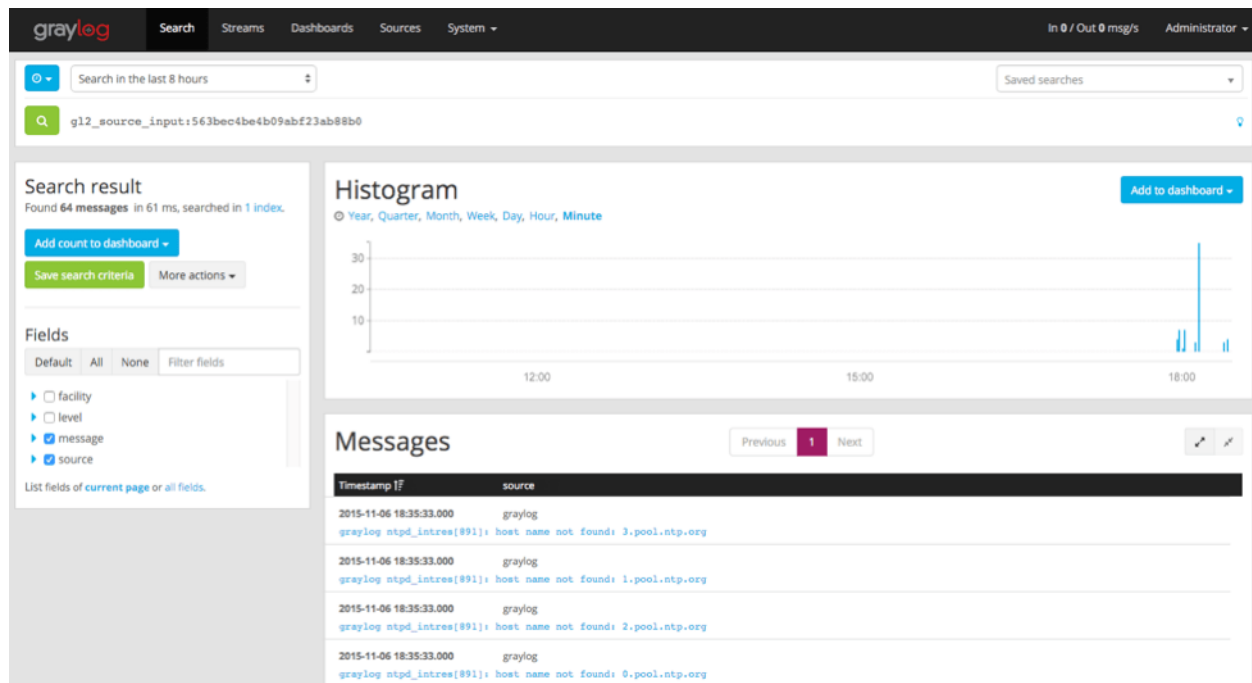 graylog Search Streams Dashboards Sources System In 0 / Out 0 msg/s Administrator
Search in the last 8 hours Saved searches
gl2_source_input:563bec4be4b09abf23ab88b0
Search result
Found 64 messages in 61 ms, searched in 1 index.
Add count to dashboard
Save search criteria More actions
Fields
Default All None Filter fields
facility
level
message
source
List fields of current page or all fields.
Histogram
Add to dashboard
Year, Quarter, Month, Week, Day, Hour, Minute
30
20
10
12:00 15:00 18:00
Messages
Previous 1 Next
Timestamp source
2015-11-06 18:35:33.000 graylog
graylog ntpd_intres[891]: host name not found: 3.pool.ntp.org
2015-11-06 18:35:33.000 graylog
graylog ntpd_intres[891]: host name not found: 1.pool.ntp.org
2015-11-06 18:35:33.000 graylog
graylog ntpd_intres[891]: host name not found: 2.pool.ntp.org
2015-11-06 18:35:33.000 graylog
graylog ntpd_intres[891]: host name not found: 0.pool.ntp.org